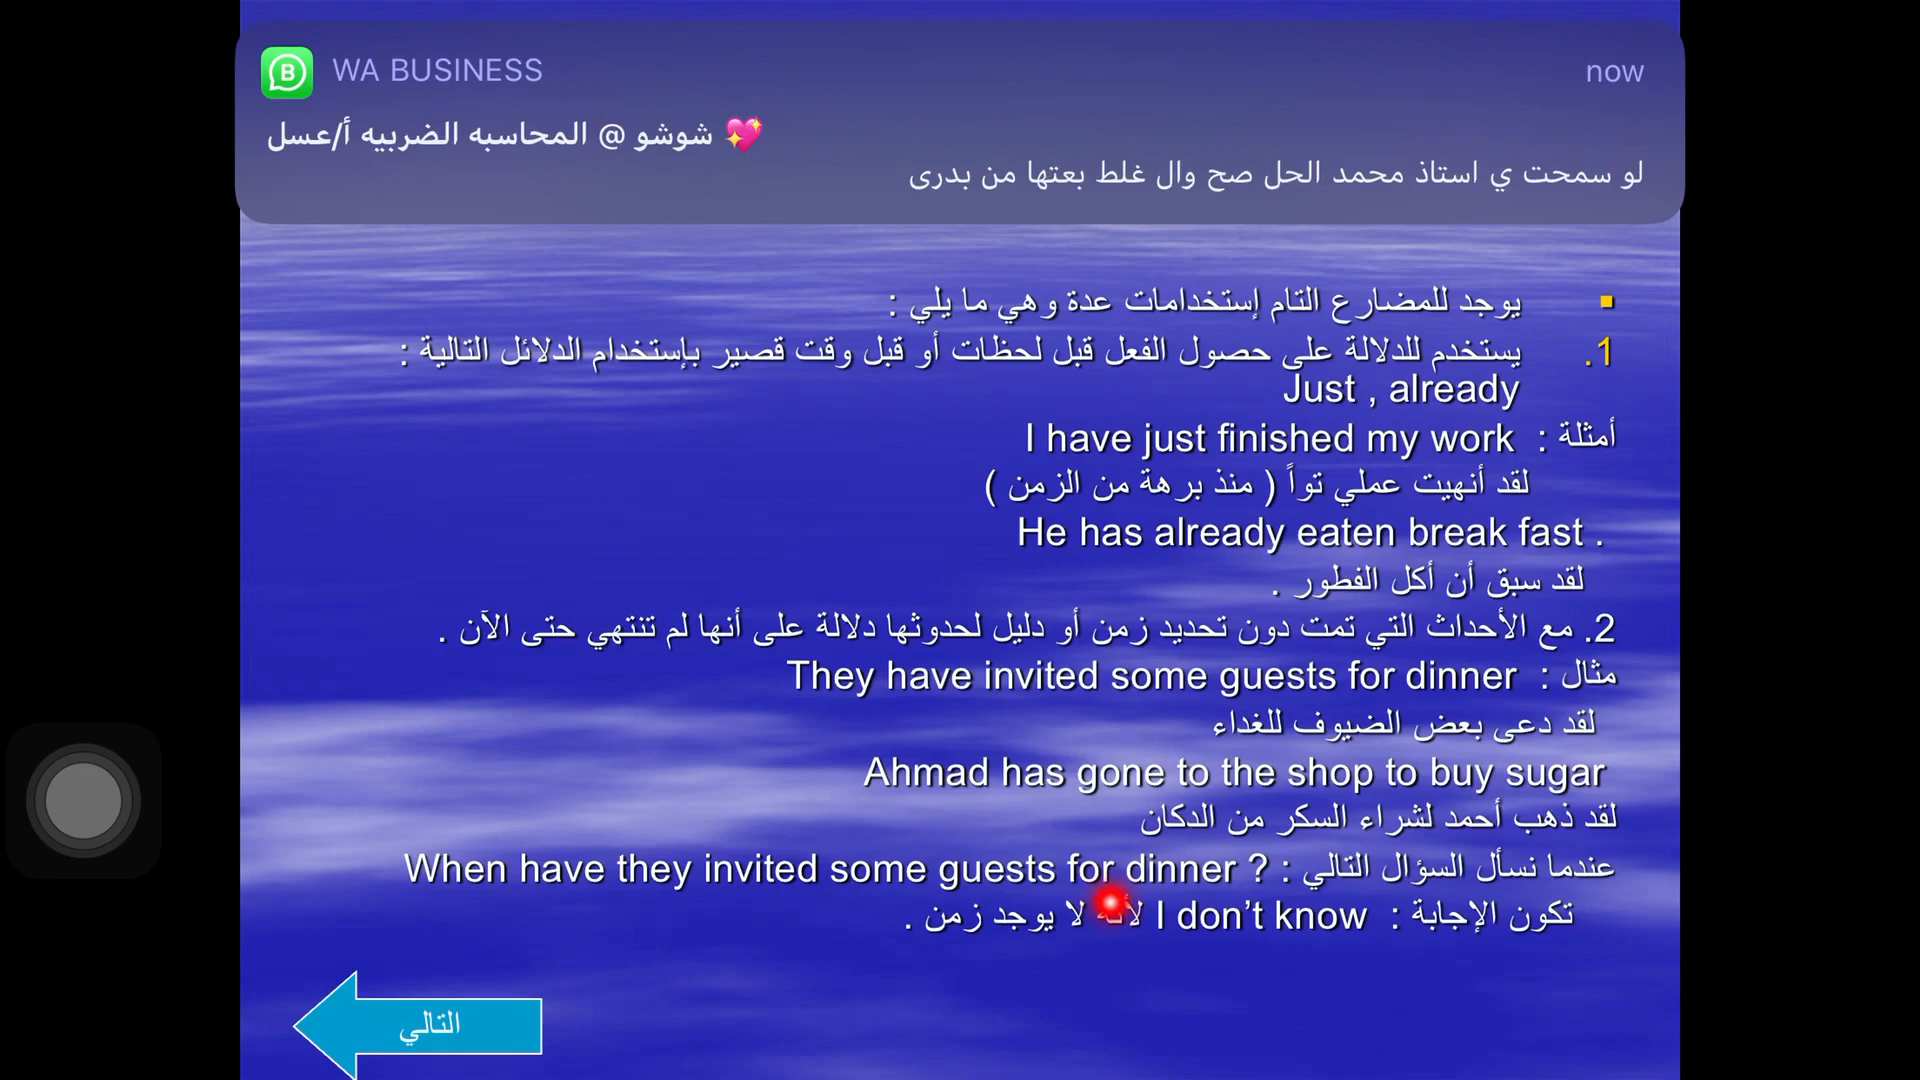 WA BUSINESS
now
شوشو @ المحاسبه الضريبيه أ/عسل 💖
لو سمحت ي استاذ محمد الحل صح وال غلط بعتها من بدرى
▪ يوجد للمضارع التام إستخدامات عدة وهي ما يلي :
1. يستخدم للدلالة على حصول الفعل قبل لحظات أو قبل وقت قصير بإستخدام الدلائل التالية :
Just , already
أمثلة : I have just finished my work
لقد أنهيت عملي تواً ( منذ برهة من الزمن )
He has already eaten break fast .
لقد سبق أن أكل الفطور .
2. مع الأحداث التي تمت دون تحديد زمن أو دليل لحدوثها دلالة على أنها لم تنتهي حتى الآن .
مثال : They have invited some guests for dinner
لقد دعى بعض الضيوف للغداء
Ahmad has gone to the shop to buy sugar
لقد ذهب أحمد لشراء السكر من الدكان
عندما نسأل السؤال التالي : When have they invited some guests for dinner ?
تكون الإجابة : I don’t know لأنه لا يوجد زمن .
التالي